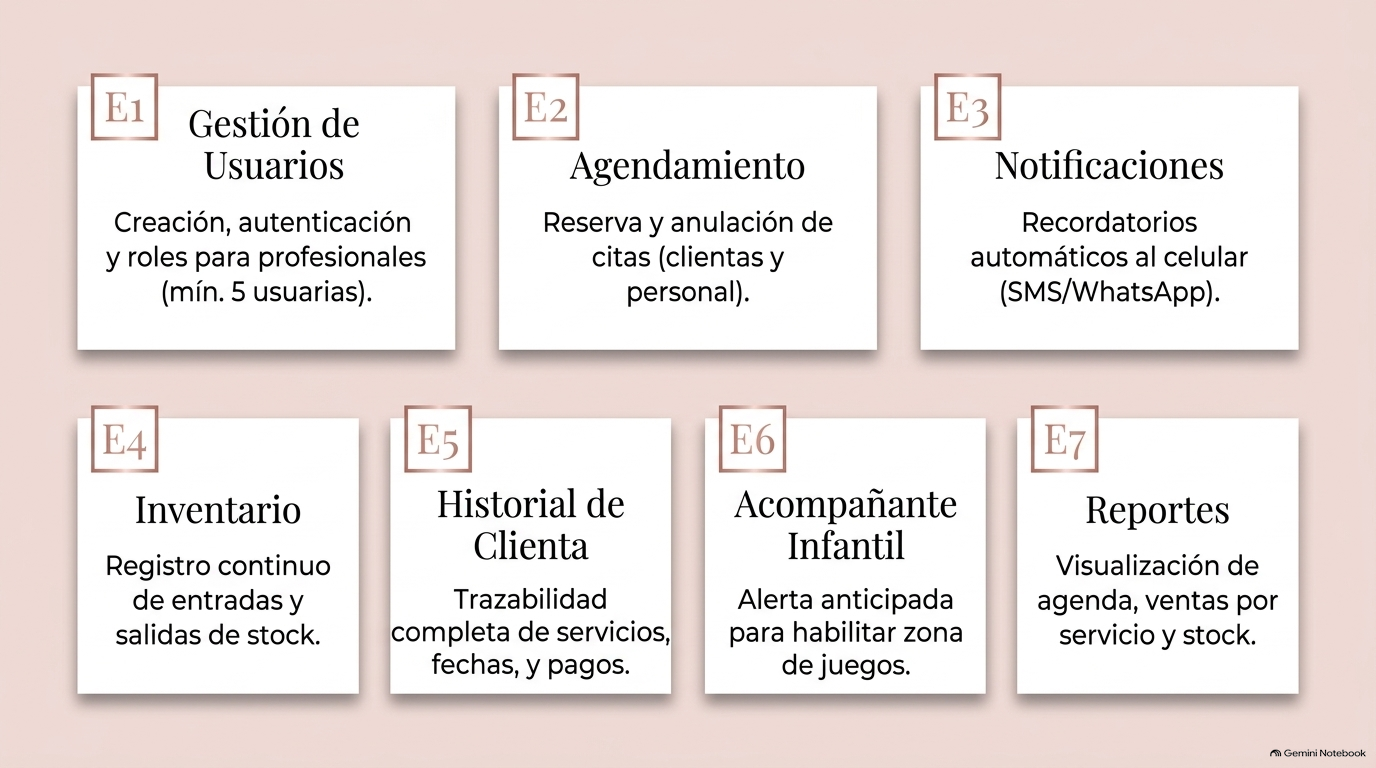 E1
Gestión de
Usuarios
Creación, autenticación
y roles para profesionales
(mín. 5 usuarias).
E2
Agendamiento
Reserva y anulación de
citas (clientas y
personal).
E3
Notificaciones
Recordatorios
automáticos al celular
(SMS/WhatsApp).
E4
Inventario
Registro continuo
de entradas y
salidas de stock.
E5
Historial de
Clienta
Trazabilidad
completa de servicios,
fechas, y pagos.
E6
Acompañante
Infantil
Alerta anticipada
para habilitar zona
de juegos.
E7
Reportes
Visualización de
agenda, ventas por
servicio y stock.
Gemini Notebook